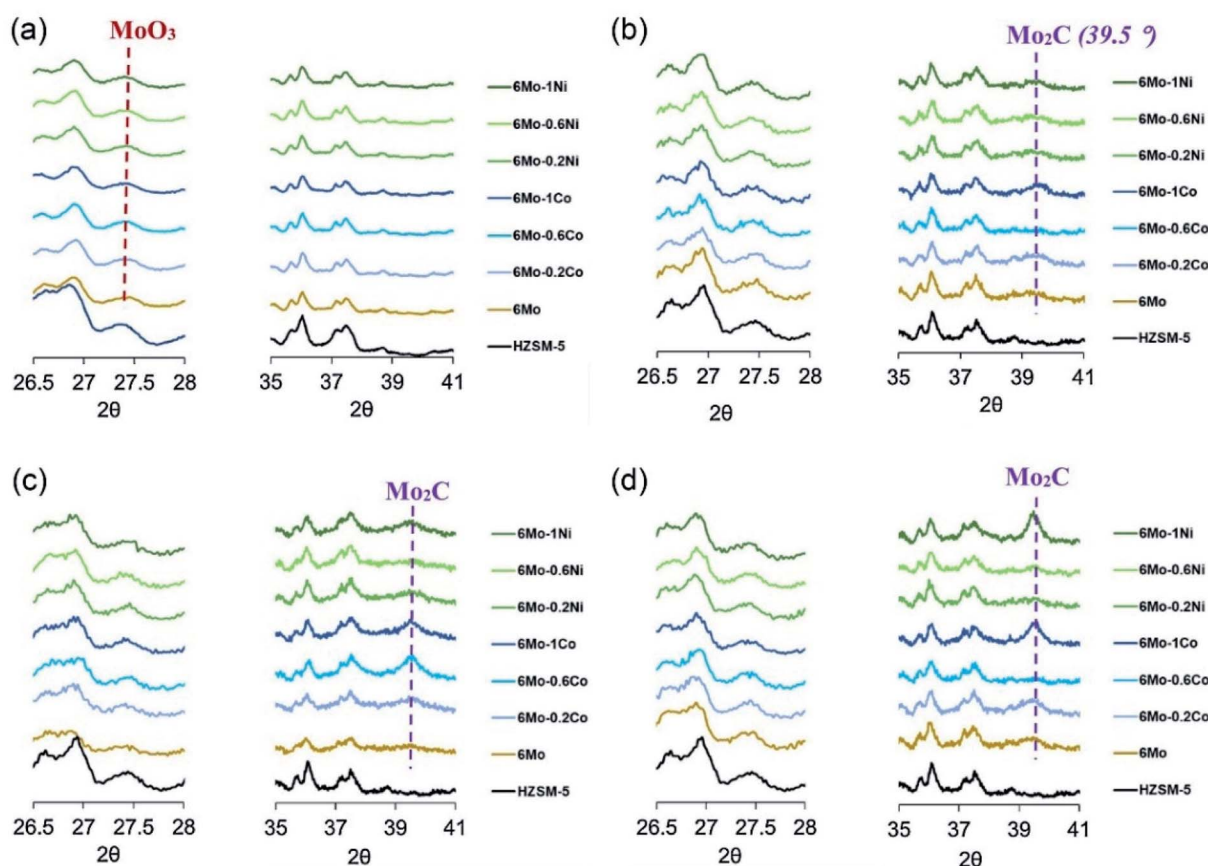 (a)
MoO₃
6Mo-1Ni
6Mo-0.6Ni
6Mo-0.2Ni
6Mo-1Co
6Mo-0.6Co
6Mo-0.2Co
6Mo
HZSM-5
26.5 27 27.5 28
35 37 39 41
2θ 2θ
(b)
Mo₂C (39.5 º)
6Mo-1Ni
6Mo-0.6Ni
6Mo-0.2Ni
6Mo-1Co
6Mo-0.6Co
6Mo-0.2Co
6Mo
HZSM-5
26.5 27 27.5 28
35 37 39 41
2θ 2θ
(c)
Mo₂C
6Mo-1Ni
6Mo-0.6Ni
6Mo-0.2Ni
6Mo-1Co
6Mo-0.6Co
6Mo-0.2Co
6Mo
HZSM-5
26.5 27 27.5 28
35 37 39 41
2θ 2θ
(d)
Mo₂C
6Mo-1Ni
6Mo-0.6Ni
6Mo-0.2Ni
6Mo-1Co
6Mo-0.6Co
6Mo-0.2Co
6Mo
HZSM-5
26.5 27 27.5 28
35 37 39 41
2θ 2θ